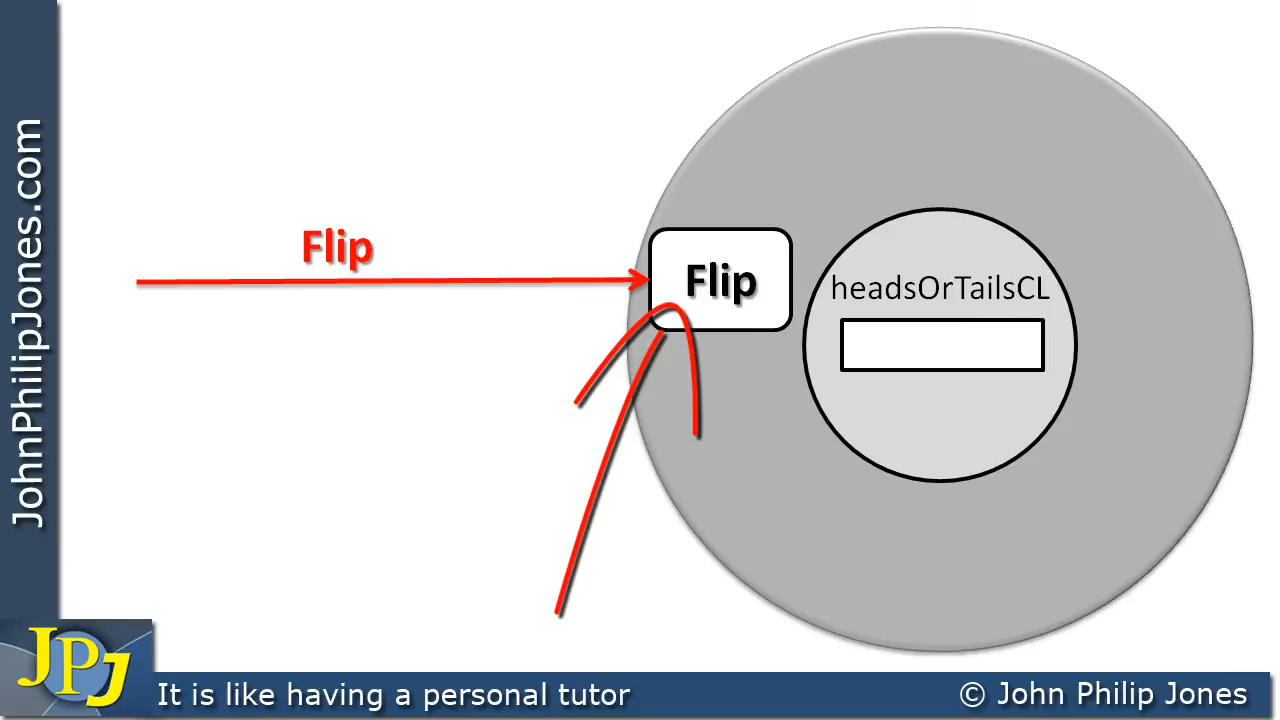 JohnPhilipJones.com
Flip
Flip
headsOrTailsCL
JPJ
It is like having a personal tutor
© John Philip Jones